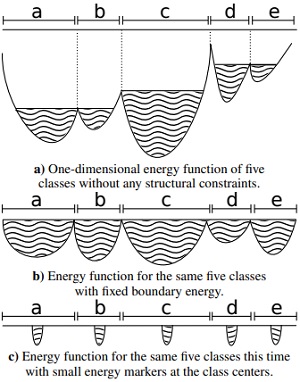 a b c d e
a) One-dimensional energy function of five
classes without any structural constraints.
a b c d e
b) Energy function for the same five classes
with fixed boundary energy.
a b c d e
c) Energy function for the same five classes this time
with small energy markers at the class centers.